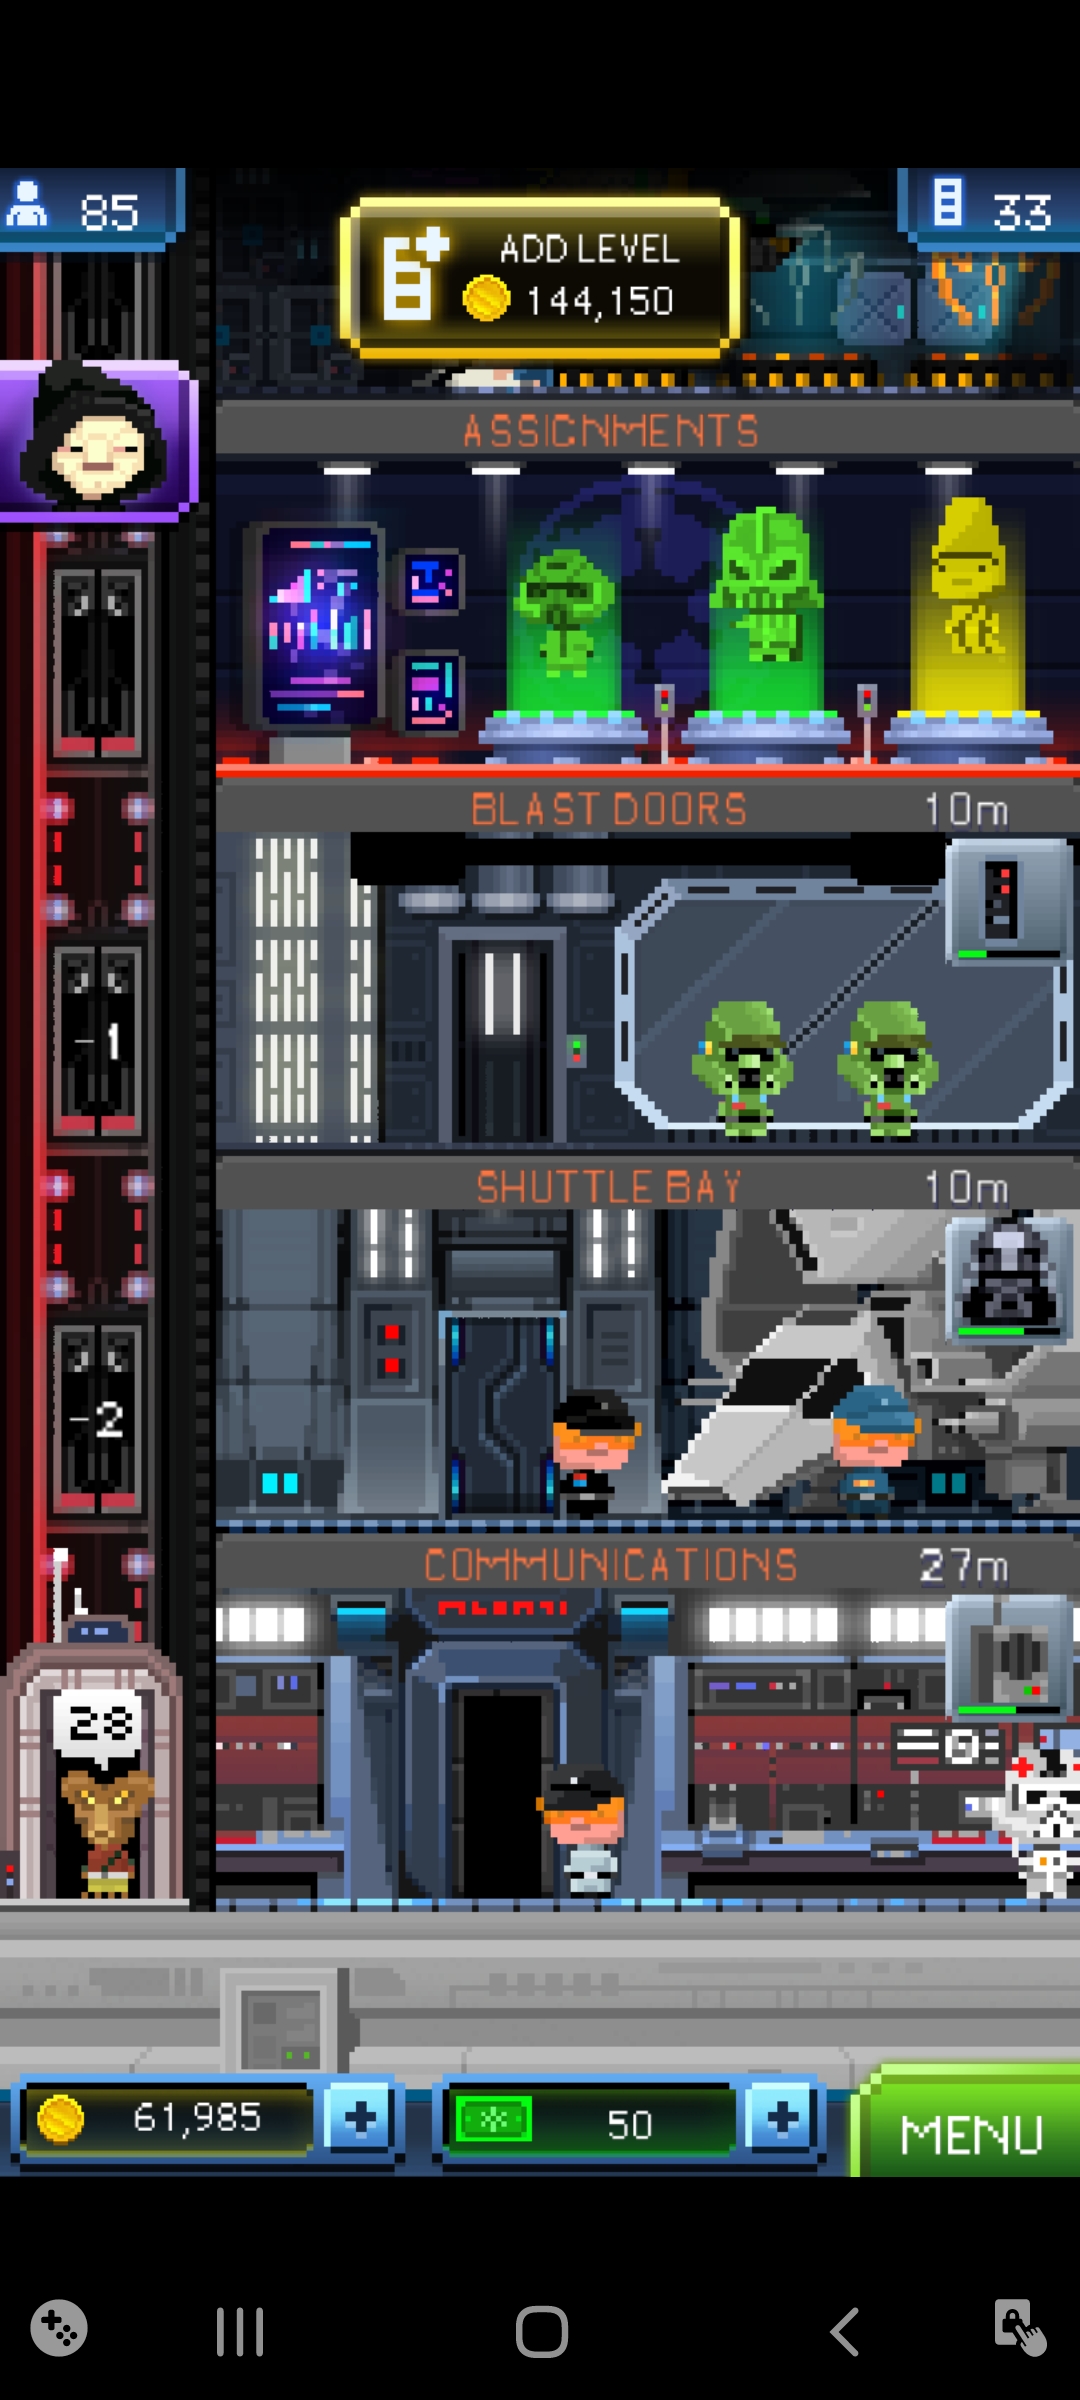 85
33
ADD LEVEL
144,150
ASSIGNMENTS
BLAST DOORS 10m
-1
SHUTTLE BAY 10m
-2
COMMUNICATIONS 27m
28
61,985
50
MENU